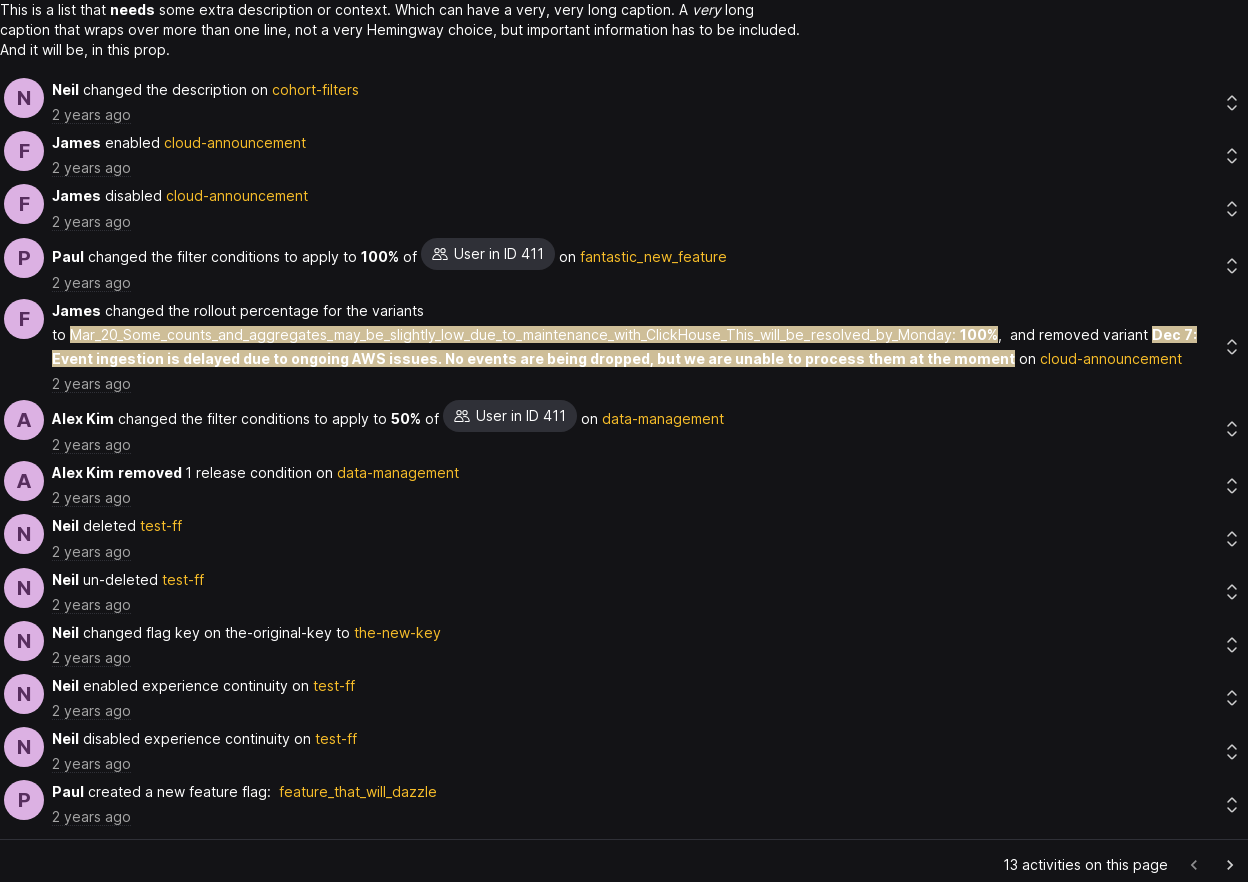 This is a list that needs some extra description or context. Which can have a very, very long caption. A very long
caption that wraps over more than one line, not a very Hemingway choice, but important information has to be included.
And it will be, in this prop.
N
Neil changed the description on cohort-filters
2 years ago
F
James enabled cloud-announcement
2 years ago
F
James disabled cloud-announcement
2 years ago
P
Paul changed the filter conditions to apply to 100% of User in ID 411 on fantastic_new_feature
2 years ago
F
James changed the rollout percentage for the variants
to Mar_20_Some_counts_and_aggregates_may_be_slightly_low_due_to_maintenance_with_ClickHouse_This_will_be_resolved_by_Monday: 100%, and removed variant Dec 7:
Event ingestion is delayed due to ongoing AWS issues. No events are being dropped, but we are unable to process them at the moment on cloud-announcement
2 years ago
A
Alex Kim changed the filter conditions to apply to 50% of User in ID 411 on data-management
2 years ago
A
Alex Kim removed 1 release condition on data-management
2 years ago
N
Neil deleted test-ff
2 years ago
N
Neil un-deleted test-ff
2 years ago
N
Neil changed flag key on the-original-key to the-new-key
2 years ago
N
Neil enabled experience continuity on test-ff
2 years ago
N
Neil disabled experience continuity on test-ff
2 years ago
P
Paul created a new feature flag: feature_that_will_dazzle
2 years ago
13 activities on this page